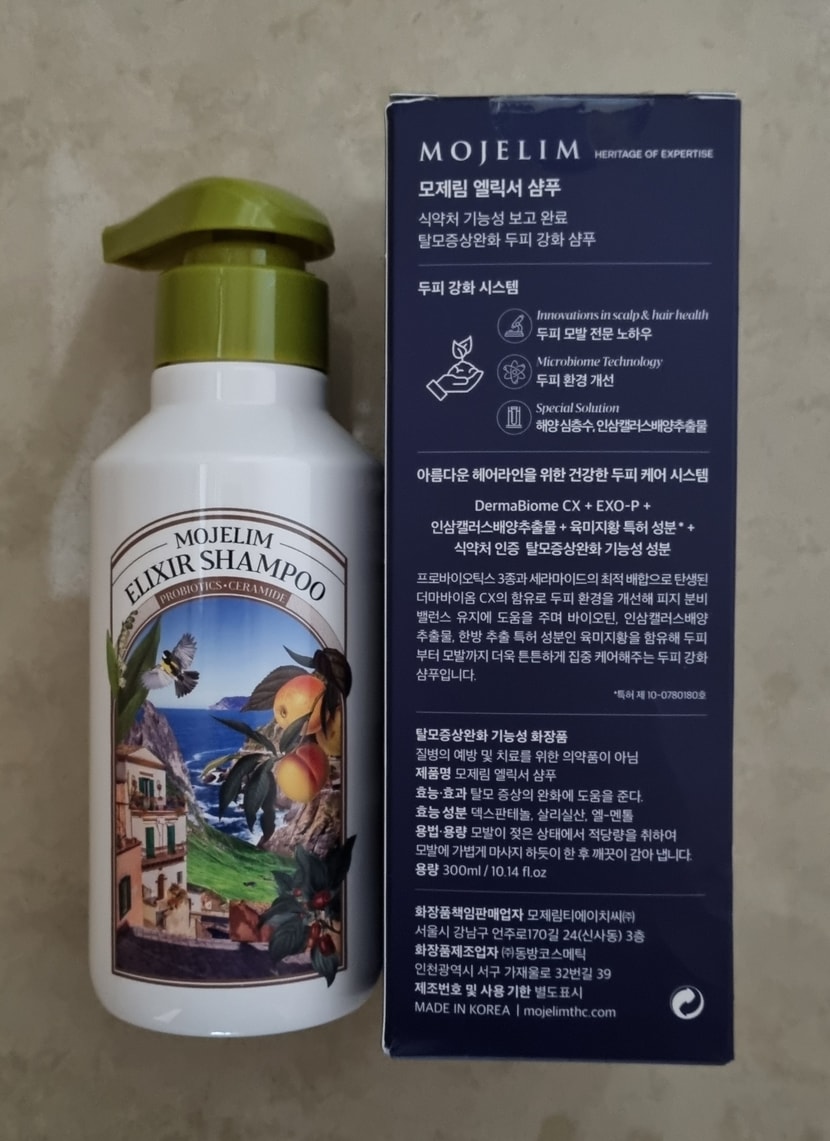 MOJELIM
ELIXIR SHAMPOO
PROBIOTICS•CERAMIDE
MOJELIM HERITAGE OF EXPERTISE
모제림 엘릭서 샴푸
식약처 기능성 보고 완료
탈모증상완화 두피 강화 샴푸
두피 강화 시스템
Innovations in scalp & hair health
두피 모발 전문 노하우
Microbiome Technology
두피 환경 개선
Special Solution
해양 심층수, 인삼캘러스배양추출물
아름다운 헤어라인을 위한 건강한 두피 케어 시스템
DermaBiome CX + EXO-P +
인삼캘러스배양추출물 + 육미지황 특허 성분* +
식약처 인증 탈모증상완화 기능성 성분
프로바이오틱스 3종과 세라마이드의 최적 배합으로 탄생된
더마바이옴 CX의 함유로 두피 환경을 개선해 피지 분비
밸런스 유지에 도움을 주며 바이오틴, 인삼캘러스배양
추출물, 한방 추출 특허 성분인 육미지황을 함유해 두피
부터 모발까지 더욱 튼튼하게 집중 케어해주는 두피 강화
샴푸입니다.
*특허 제 10-0780180호
탈모증상완화 기능성 화장품
질병의 예방 및 치료를 위한 의약품이 아님
제품명 모제림 엘릭서 샴푸
효능·효과 탈모 증상의 완화에 도움을 준다.
효능 성분 덱스판테놀, 살리실산, 엘-멘톨
용법·용량 모발이 젖은 상태에서 적당량을 취하여
모발에 가볍게 마사지 하듯이 한 후 깨끗이 감아 냅니다.
용량 300ml / 10.14 fl.oz
화장품책임판매업자 모제림티에이치씨㈜
서울시 강남구 언주로170길 24(신사동) 3층
화장품제조업자 ㈜동방코스메틱
인천광역시 서구 가재울로 32번길 39
제조번호 및 사용기한 별도표시
MADE IN KOREA | mojelimthc.com